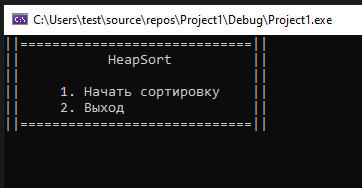 C:\Users\test\source\repos\Project1\Debug\Project1.exe
||=============================||
|| HeapSort ||
|| ||
|| 1. Начать сортировку ||
|| 2. Выход ||
||=============================||